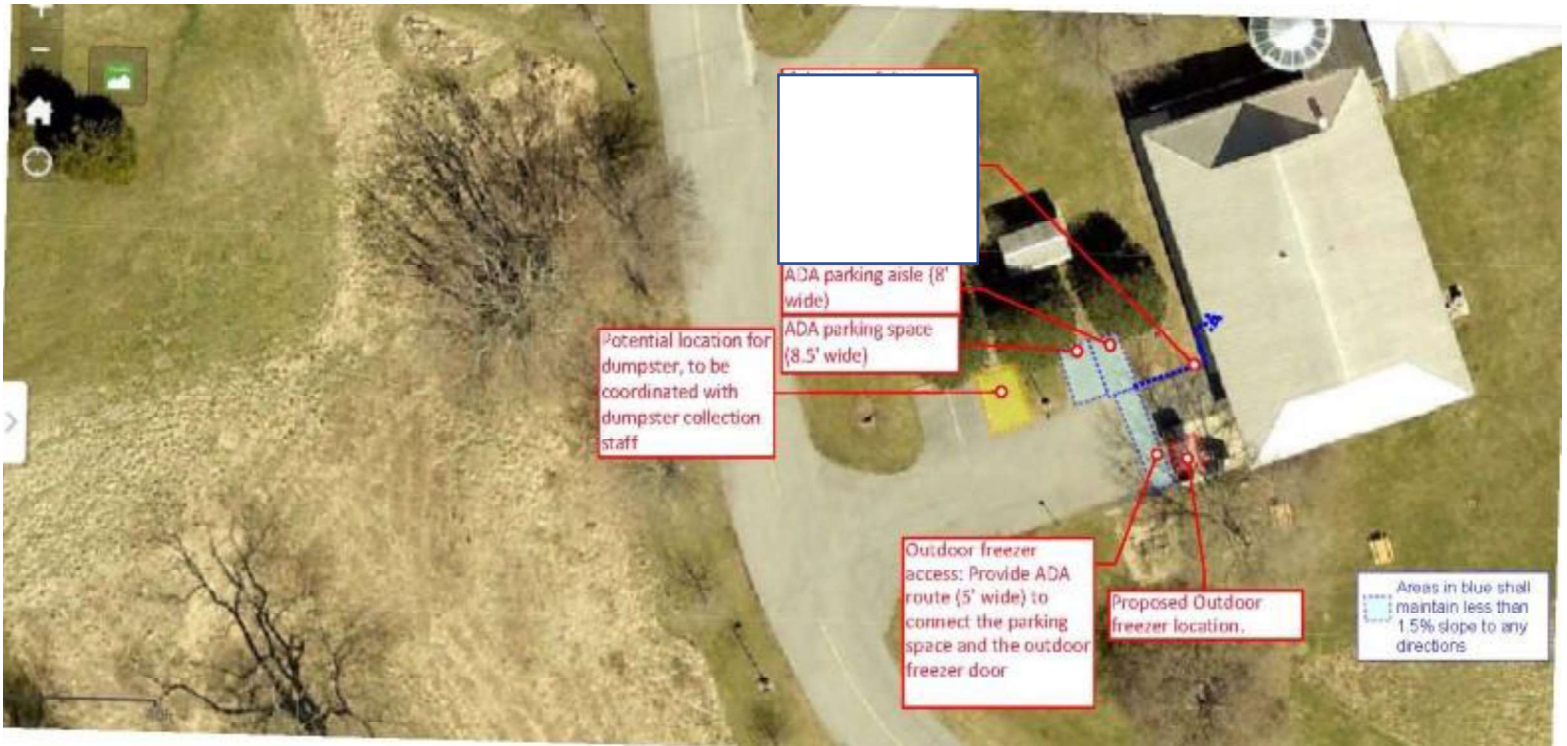 ADA parking aisle (8'
wide)
ADA parking space
(8.5' wide)
Potential location for
dumpster, to be
coordinated with
dumpster collection
staff
Outdoor freezer
access: Provide ADA
route (5' wide) to
connect the parking
space and the outdoor
freezer door
Proposed Outdoor
freezer location.
Areas in blue shall
maintain less than
1.5% slope to any
directions